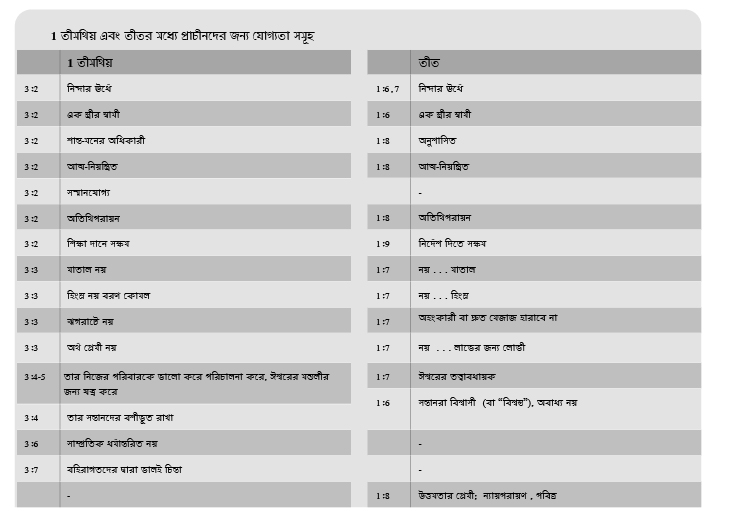 1 তীমথিয় এবং তীতর মধ্যে প্রাচীনদের জন্য যোগ্যতা সমূহ
1 তীমথিয় তীত
3:2 নিন্দার উর্ধে 1:6,7 নিন্দার উর্ধে
3:2 এক স্ত্রীর স্বামী 1:6 এক স্ত্রীর স্বামী
3:2 শান্ত-মনের অধিকারী 1:8 অনুশাসিত
3:2 আত্ম-নিয়ন্ত্রিত 1:8 আত্ম-নিয়ন্ত্রিত
3:2 সম্মানযোগ্য -
3:2 অতিথিপরায়ন 1:8 অতিথিপরায়ন
3:2 শিক্ষা দানে সক্ষম 1:9 নির্দেশ দিতে সক্ষম
3:3 মাতাল নয় 1:7 নয় . . . মাতাল
3:3 হিংস্র নয় বরণ কোমল 1:7 নয় . . . হিংস্র
3:3 ঝগরাটে নয় 1:7 অহংকারী বা দ্রুত মেজাজ হারাবে না
3:3 অর্থ প্রেমী নয় 1:7 নয় . . . লাভের জন্য লোভী
3:4-5 তার নিজের পরিবারকে ভালো করে পরিচালনা করে, ঈশ্বরের মন্ডলীর 1:7 ঈশ্বরের তত্বাবধায়ক
জন্য যত্ন করে
3:4 তার সন্তানদের বশীভূত রাখা 1:6 সন্তানরা বিশ্বাসী (বা “বিশ্বস্ত”), অবাধ্য নয়
3:6 সাম্প্রতিক ধর্মান্তরিত নয় -
3:7 বহিরাগতদের দ্বারা ভালই চিন্তা -
- 1:8 উত্তমতার প্রেমী; ন্যায়পরায়ণ , পবিত্র